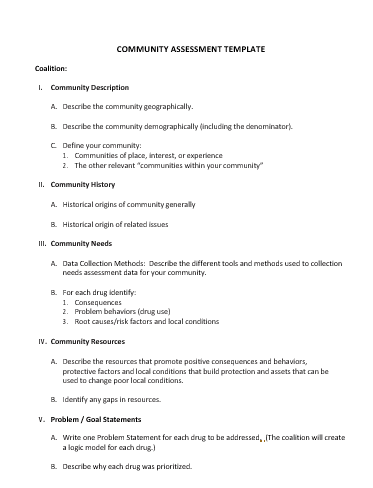 COMMUNITY ASSESSMENT TEMPLATE
Coalition:
I. Community Description
A. Describe the community geographically.
B. Describe the community demographically (including the denominator).
C. Define your community:
1. Communities of place, interest, or experience
2. The other relevant “communities within your community”
II. Community History
A. Historical origins of community generally
B. Historical origin of related issues
III. Community Needs
A. Data Collection Methods: Describe the different tools and methods used to collection
needs assessment data for your community.
B. For each drug identify:
1. Consequences
2. Problem behaviors (drug use)
3. Root causes/risk factors and local conditions
IV. Community Resources
A. Describe the resources that promote positive consequences and behaviors,
protective factors and local conditions that build protection and assets that can be
used to change poor local conditions.
B. Identify any gaps in resources.
V. Problem / Goal Statements
A. Write one Problem Statement for each drug to be addressed. (The coalition will create
a logic model for each drug.)
B. Describe why each drug was prioritized.